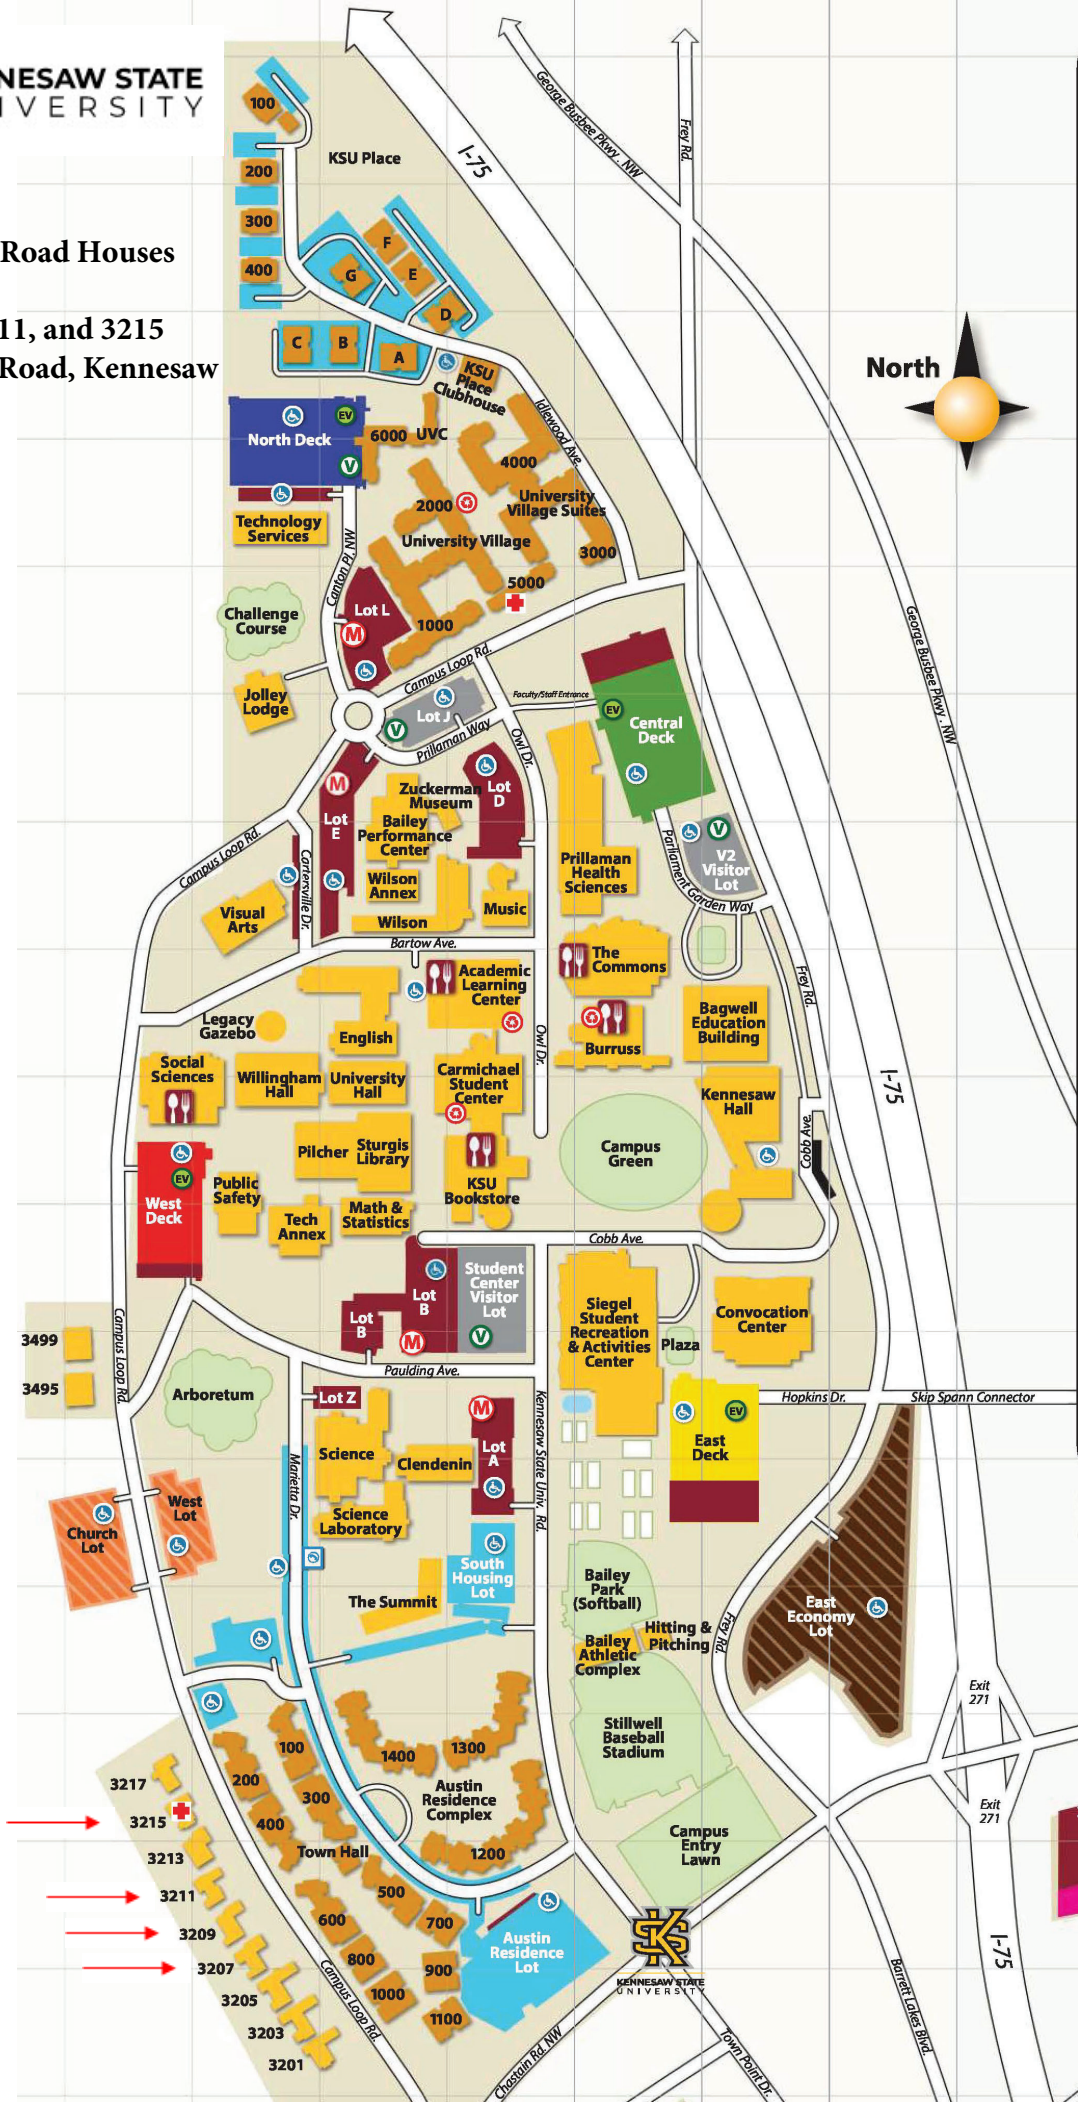 NESAW STATE
IVERSITY
Road Houses
11, and 3215
Road, Kennesaw
100
200
300
400
KSU Place
I-75
George Busbee Pkwy. NW
Frey Rd.
F
G
E
D
C
B
A
KSU
Place
Clubhouse
North
North Deck
EV
V
6000 UVC
Idlewood Ave.
4000
2000
University
Village Suites
University Village
3000
5000
1000
Technology
Services
Canton Pl. NW
Challenge
Course
Lot L
M
Campus Loop Rd.
Jolley
Lodge
Lot J
V
Prillaman Way
Faculty/Staff Entrance
Owl Dr.
EV
Central
Deck
George Busbee Pkwy. NW
M
Lot
E
Zuckerman
Museum
Lot
D
Bailey
Performance
Center
Wilson
Annex
Wilson
Music
Prillaman
Health
Sciences
V
V2
Visitor
Lot
Parliament Garden Way
Campus Loop Rd.
Cartersville Dr.
Visual
Arts
Bartow Ave.
The
Commons
Frey Rd.
Academic
Learning
Center
Legacy
Gazebo
English
Owl Dr.
Burruss
Bagwell
Education
Building
I-75
Social
Sciences
Willingham
Hall
University
Hall
Carmichael
Student
Center
Kennesaw
Hall
Cobb Ave.
Pilcher
Sturgis
Library
Campus
Green
EV
West
Deck
Public
Safety
Tech
Annex
Math &
Statistics
KSU
Bookstore
Cobb Ave.
Lot
B
Lot
B
M
Student
Center
Visitor
Lot
V
Siegel
Student
Recreation
& Activities
Center
Convocation
Center
Plaza
3499
3495
Campus Loop Rd.
Arboretum
Paulding Ave.
Lot Z
M
Lot
A
Kennesaw State Univ. Rd.
Hopkins Dr.
Skip Spann Connector
EV
East
Deck
Science
Clendenin
Science
Laboratory
Marietta Dr.
West
Lot
Church
Lot
South
Housing
Lot
The Summit
Bailey
Park
(Softball)
Hitting &
Pitching
Bailey
Athletic
Complex
Frey Rd.
East
Economy
Lot
Exit
271
Stillwell
Baseball
Stadium
100
200
300
400
1400
1300
Austin
Residence
Complex
1200
Town Hall
Exit
271
Campus
Entry
Lawn
3217
3215
3213
3211
3209
3207
3205
3203
3201
500
600
700
800
900
1000
1100
Austin
Residence
Lot
KS
KENNESAW STATE
UNIVERSITY
I-75
Campus Loop Rd.
Chastain Rd. NW
Town Point Dr.
Barrett Lakes Blvd.